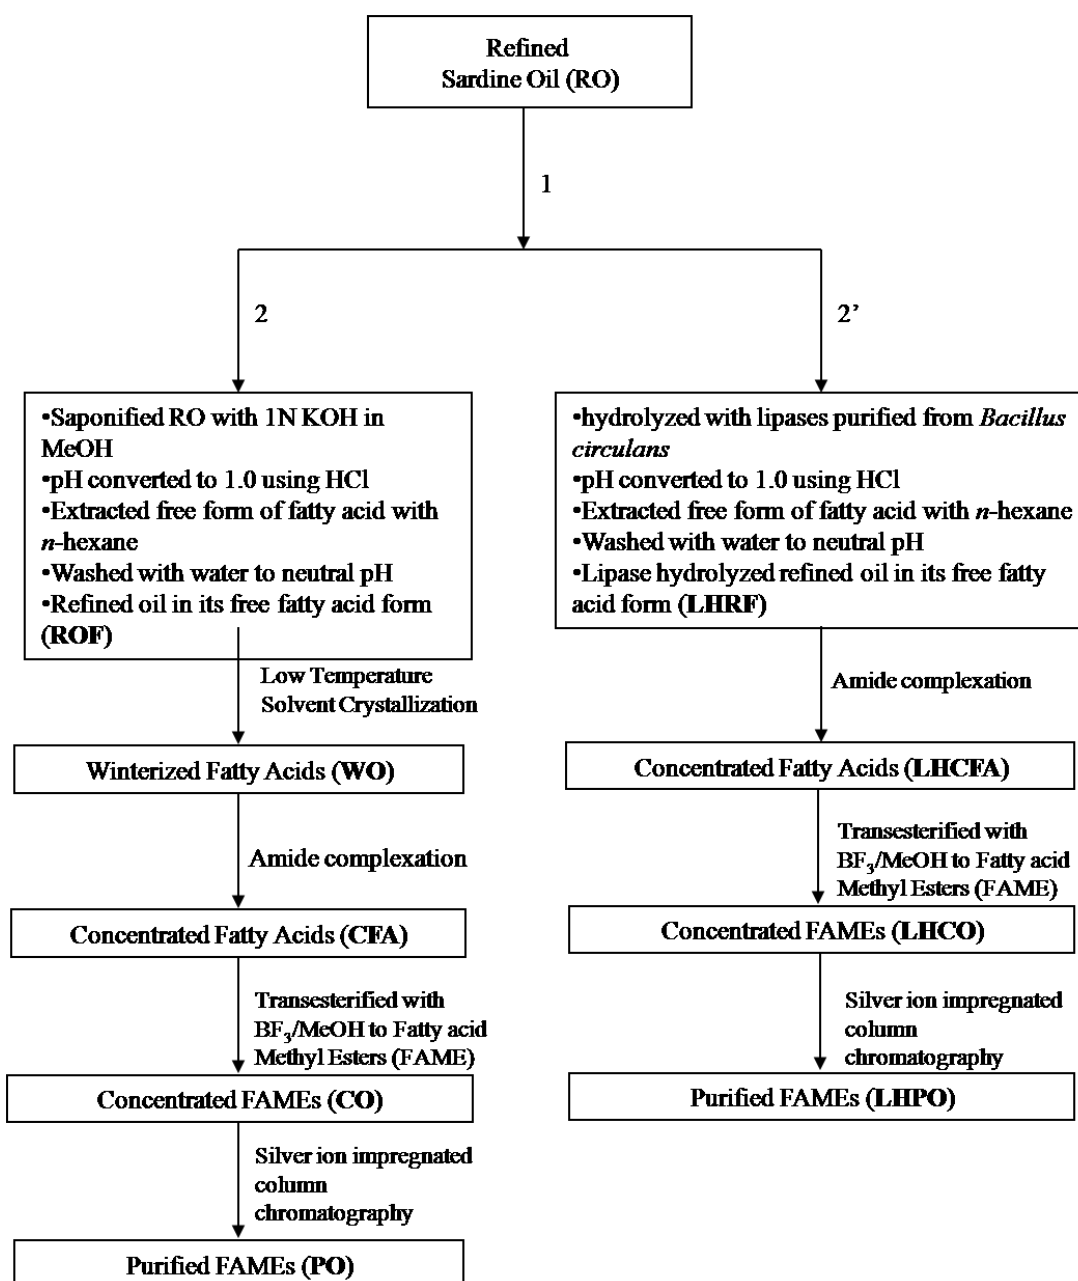 Refined
Sardine Oil (RO)
1
2
2’
•Saponified RO with 1N KOH in
MeOH
•pH converted to 1.0 using HCl
•Extracted free form of fatty acid with
n-hexane
•Washed with water to neutral pH
•Refined oil in its free fatty acid form
(ROF)
Low Temperature
Solvent Crystallization
Winterized Fatty Acids (WO)
Amide complexation
Concentrated Fatty Acids (CFA)
Transesterified with
BF3/MeOH to Fatty acid
Methyl Esters (FAME)
Concentrated FAMEs (CO)
Silver ion impregnated
column
chromatography
Purified FAMEs (PO)
•hydrolyzed with lipases purified from Bacillus
circulans
•pH converted to 1.0 using HCl
•Extracted free form of fatty acid with n-hexane
•Washed with water to neutral pH
•Lipase hydrolyzed refined oil in its free fatty
acid form (LHRF)
Amide complexation
Concentrated Fatty Acids (LHCFA)
Transesterified with
BF3/MeOH to Fatty acid
Methyl Esters (FAME)
Concentrated FAMEs (LHCO)
Silver ion impregnated
column
chromatography
Purified FAMEs (LHPO)